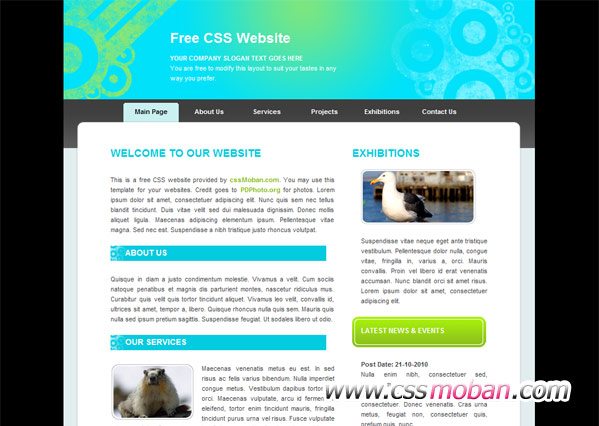 Free CSS Website
YOUR COMPANY SLOGAN TEXT GOES HERE
You are free to modify this layout to suit your tastes in any
way you prefer.
Main Page
About Us
Services
Projects
Exhibitions
Contact Us
WELCOME TO OUR WEBSITE
This is a free CSS website provided by cssMoban.com. You may use this
template for your websites. Credit goes to PDPhoto.org for photos. Lorem
ipsum dolor sit amet, consectetuer adipiscing elit. Nunc quis sem nec tellus
blandit tincidunt. Duis vitae velit sed dui malesuada dignissim. Donec mollis
aliquet ligula. Maecenas adipiscing elementum ipsum. Pellentesque vitae
magna. Sed nec est. Suspendisse a nibh tristique justo rhoncus volutpat.
ABOUT US
Quisque in diam a justo condimentum molestie. Vivamus a velit. Cum sociis
natoque penatibus et magnis dis parturient montes, nascetur ridiculus mus.
Curabitur quis velit quis tortor tincidunt aliquet. Vivamus leo velit, convallis id,
ultrices sit amet, tempor a, libero. Quisque rhoncus nulla quis sem. Mauris quis
nulla sed ipsum pretium sagittis. Suspendisse feugiat. Ut sodales libero ut odio.
OUR SERVICES
Maecenas venenatis metus eu est. In sed
risus ac felis varius bibendum. Nulla imperdiet
congue metus. Vestibulum dapibus tortor
orci. Maecenas vulputate, arcu id fermen
eleifend, tortor enim tincidunt mauris, fringilla
tincidunt purus urna vel risus. Fusce vulputate
EXHIBITIONS
Suspendisse vitae neque eget ante tristique
vestibulum. Pellentesque dolor nulla, congue
vitae, fringilla in, varius a, orci. Mauris
convallis. Proin vel libero id erat venenatis
accumsan. Nunc blandit orci sit amet risus.
Lorem ipsum dolor sit amet, consectetuer
adipiscing elit.
LATEST NEWS & EVENTS
Post Date: 21-10-2010
Nulla enim nibh, consectetuer sed,
vulputate. Donec venenatis. Cras urna
metus, feugiat non, consectetuer quis,
pretium quis, nunc.
www.cssmoban.com